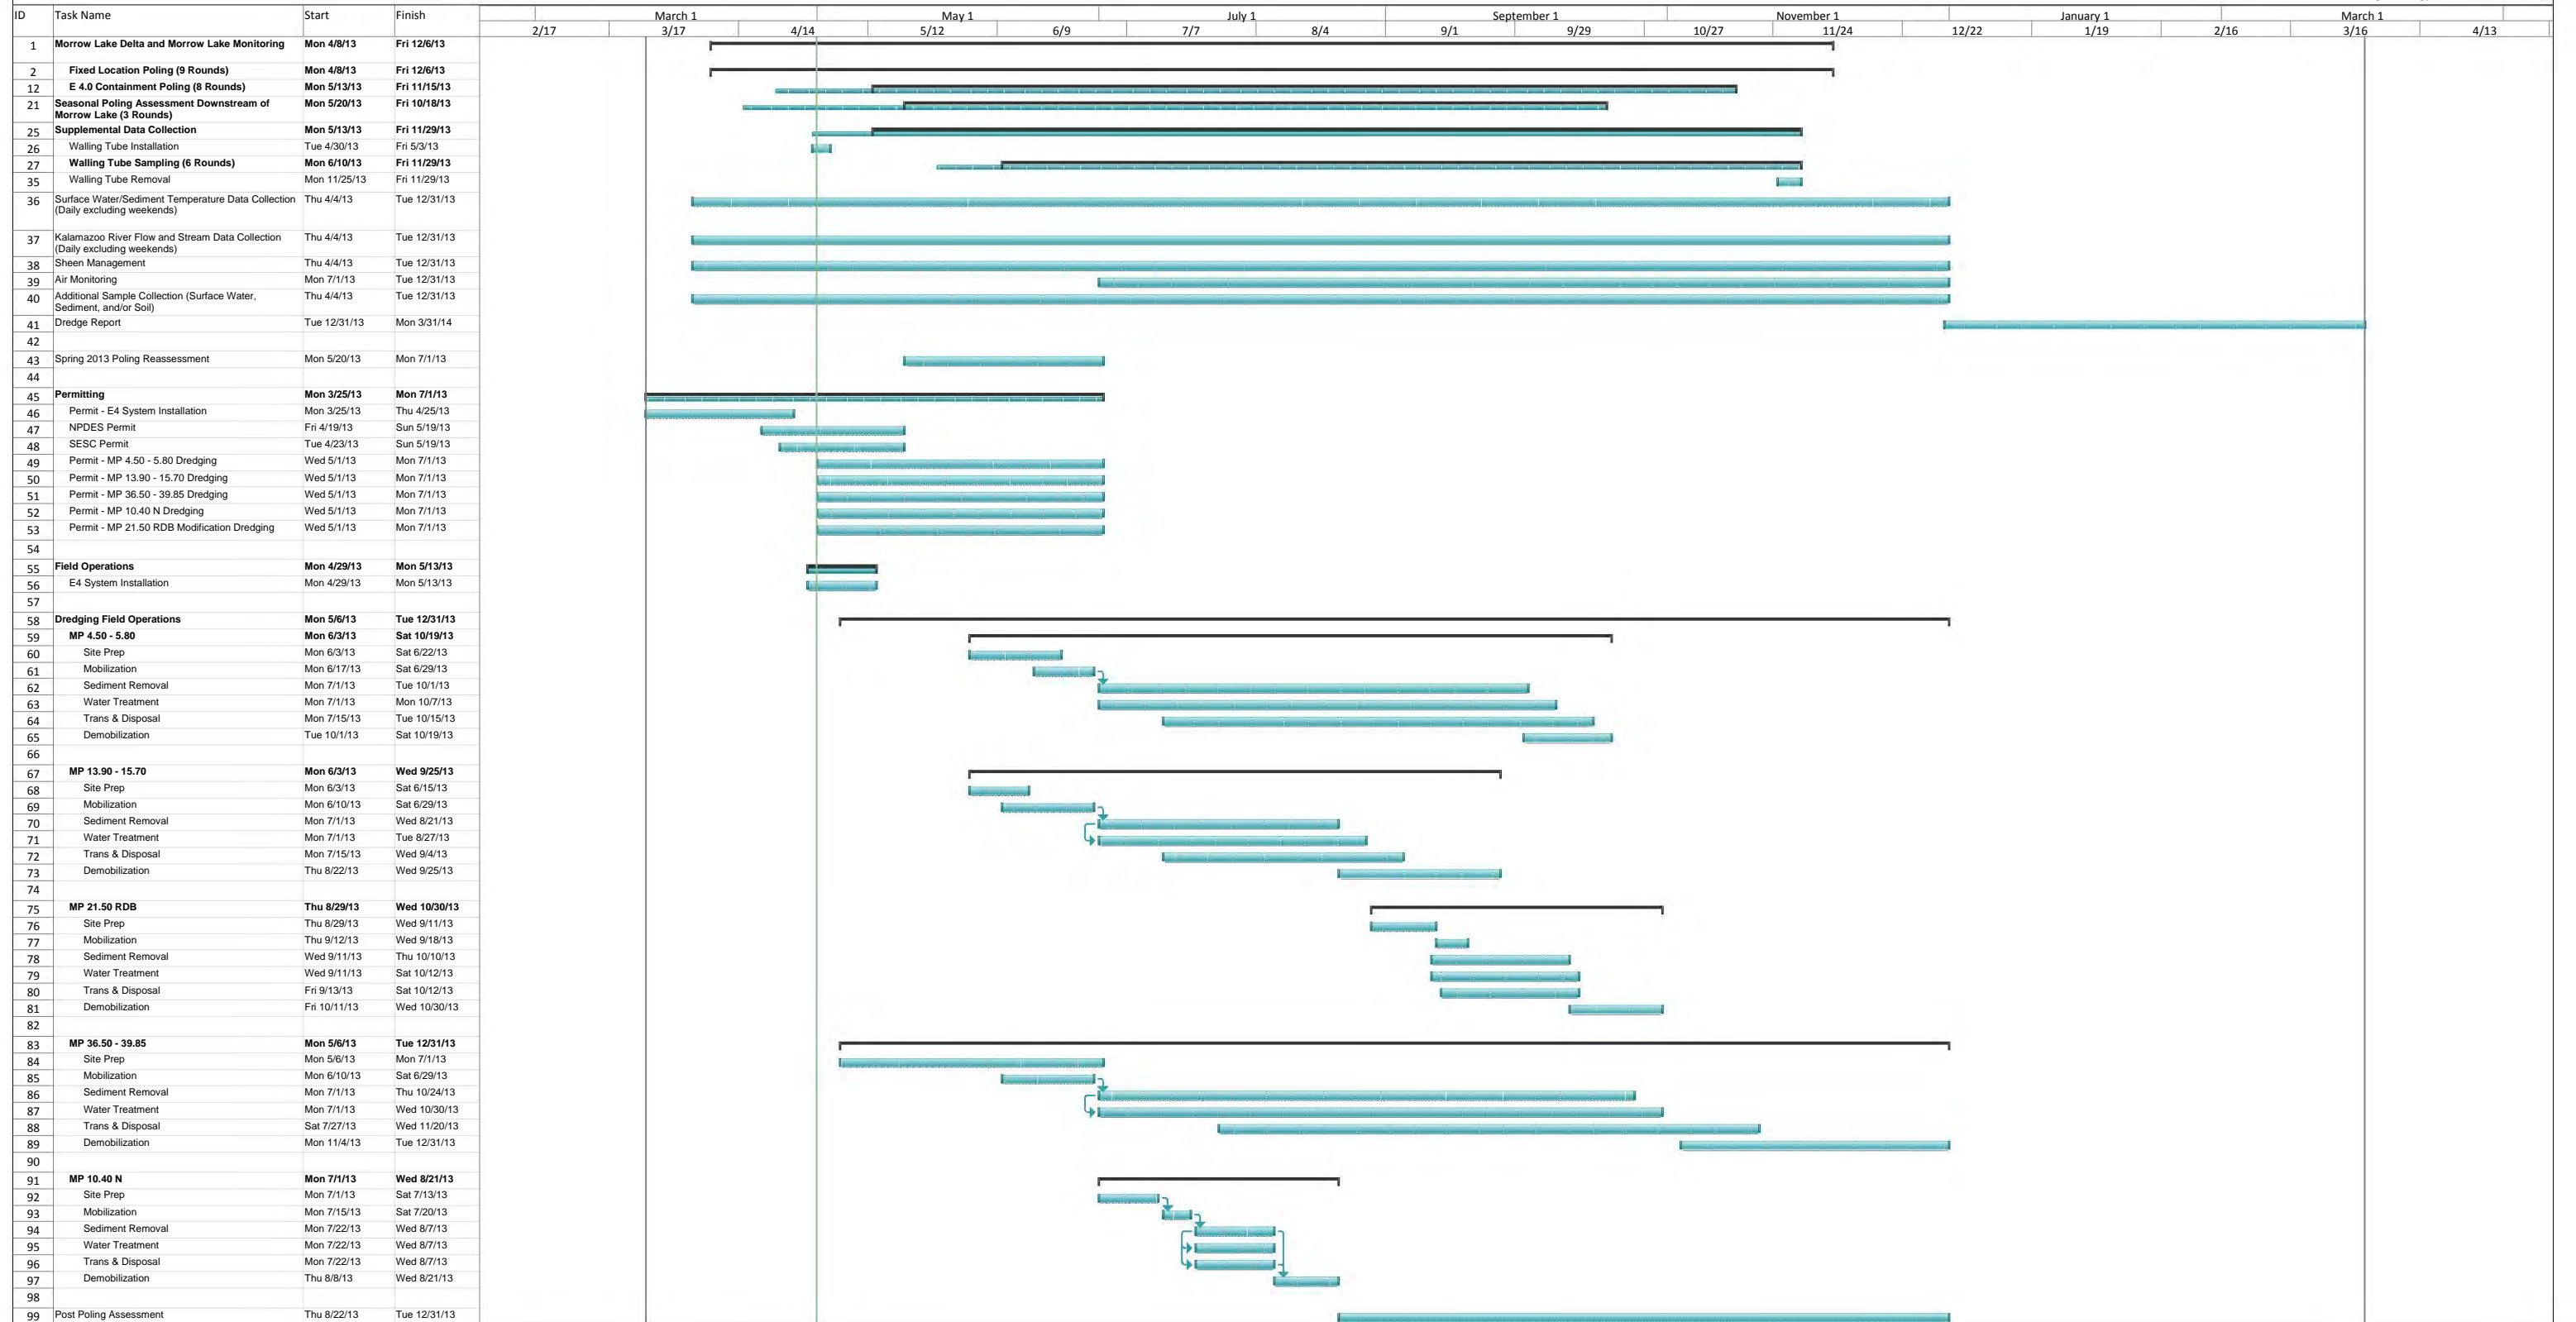 ID Task Name Start Finish
March 1 May 1 July 1 September 1 November 1 January 1 March 1
2/17 3/17 4/14 5/12 6/9 7/7 8/4 9/1 9/29 10/27 11/24 12/22 1/19 2/16 3/16 4/13
1 Morrow Lake Delta and Morrow Lake Monitoring Mon 4/8/13 Fri 12/6/13
2 Fixed Location Poling (9 Rounds) Mon 4/8/13 Fri 12/6/13
12 E 4.0 Containment Poling (8 Rounds) Mon 5/13/13 Fri 11/15/13
21 Seasonal Poling Assessment Downstream of Mon 5/20/13 Fri 10/18/13
Morrow Lake (3 Rounds)
25 Supplemental Data Collection Mon 5/13/13 Fri 11/29/13
26 Walling Tube Installation Tue 4/30/13 Fri 5/3/13
27 Walling Tube Sampling (6 Rounds) Mon 6/10/13 Fri 11/29/13
35 Walling Tube Removal Mon 11/25/13 Fri 11/29/13
36 Surface Water/Sediment Temperature Data Collection Thu 4/4/13 Tue 12/31/13
(Daily excluding weekends)
37 Kalamazoo River Flow and Stream Data Collection Thu 4/4/13 Tue 12/31/13
(Daily excluding weekends)
38 Sheen Management Thu 4/4/13 Tue 12/31/13
39 Air Monitoring Mon 7/1/13 Tue 12/31/13
40 Additional Sample Collection (Surface Water, Thu 4/4/13 Tue 12/31/13
Sediment, and/or Soil)
41 Dredge Report Tue 12/31/13 Mon 3/31/14
42
43 Spring 2013 Poling Reassessment Mon 5/20/13 Mon 7/1/13
44
45 Permitting Mon 3/25/13 Mon 7/1/13
46 Permit - E4 System Installation Mon 3/25/13 Thu 4/25/13
47 NPDES Permit Fri 4/19/13 Sun 5/19/13
48 SESC Permit Tue 4/23/13 Sun 5/19/13
49 Permit - MP 4.50 - 5.80 Dredging Wed 5/1/13 Mon 7/1/13
50 Permit - MP 13.90 - 15.70 Dredging Wed 5/1/13 Mon 7/1/13
51 Permit - MP 36.50 - 39.85 Dredging Wed 5/1/13 Mon 7/1/13
52 Permit - MP 10.40 N Dredging Wed 5/1/13 Mon 7/1/13
53 Permit - MP 21.50 RDB Modification Dredging Wed 5/1/13 Mon 7/1/13
54
55 Field Operations Mon 4/29/13 Mon 5/13/13
56 E4 System Installation Mon 4/29/13 Mon 5/13/13
57
58 Dredging Field Operations Mon 5/6/13 Tue 12/31/13
59 MP 4.50 - 5.80 Mon 6/3/13 Sat 10/19/13
60 Site Prep Mon 6/3/13 Sat 6/22/13
61 Mobilization Mon 6/17/13 Sat 6/29/13
62 Sediment Removal Mon 7/1/13 Tue 10/1/13
63 Water Treatment Mon 7/1/13 Mon 10/7/13
64 Trans & Disposal Mon 7/15/13 Tue 10/15/13
65 Demobilization Tue 10/1/13 Sat 10/19/13
66
67 MP 13.90 - 15.70 Mon 6/3/13 Wed 9/25/13
68 Site Prep Mon 6/3/13 Sat 6/15/13
69 Mobilization Mon 6/10/13 Sat 6/29/13
70 Sediment Removal Mon 7/1/13 Wed 8/21/13
71 Water Treatment Mon 7/1/13 Tue 8/27/13
72 Trans & Disposal Mon 7/15/13 Wed 9/4/13
73 Demobilization Thu 8/22/13 Wed 9/25/13
74
75 MP 21.50 RDB Thu 8/29/13 Wed 10/30/13
76 Site Prep Thu 8/29/13 Wed 9/11/13
77 Mobilization Thu 9/12/13 Wed 9/18/13
78 Sediment Removal Wed 9/11/13 Thu 10/10/13
79 Water Treatment Wed 9/11/13 Sat 10/12/13
80 Trans & Disposal Fri 9/13/13 Sat 10/12/13
81 Demobilization Fri 10/11/13 Wed 10/30/13
82
83 MP 36.50 - 39.85 Mon 5/6/13 Tue 12/31/13
84 Site Prep Mon 5/6/13 Mon 7/1/13
85 Mobilization Mon 6/10/13 Sat 6/29/13
86 Sediment Removal Mon 7/1/13 Thu 10/24/13
87 Water Treatment Mon 7/1/13 Wed 10/30/13
88 Trans & Disposal Sat 7/27/13 Wed 11/20/13
89 Demobilization Mon 11/4/13 Tue 12/31/13
90
91 MP 10.40 N Mon 7/1/13 Wed 8/21/13
92 Site Prep Mon 7/1/13 Sat 7/13/13
93 Mobilization Mon 7/15/13 Sat 7/20/13
94 Sediment Removal Mon 7/22/13 Wed 8/7/13
95 Water Treatment Mon 7/22/13 Wed 8/7/13
96 Trans & Disposal Mon 7/22/13 Wed 8/7/13
97 Demobilization Thu 8/8/13 Wed 8/21/13
98
99 Post Poling Assessment Thu 8/22/13 Tue 12/31/13